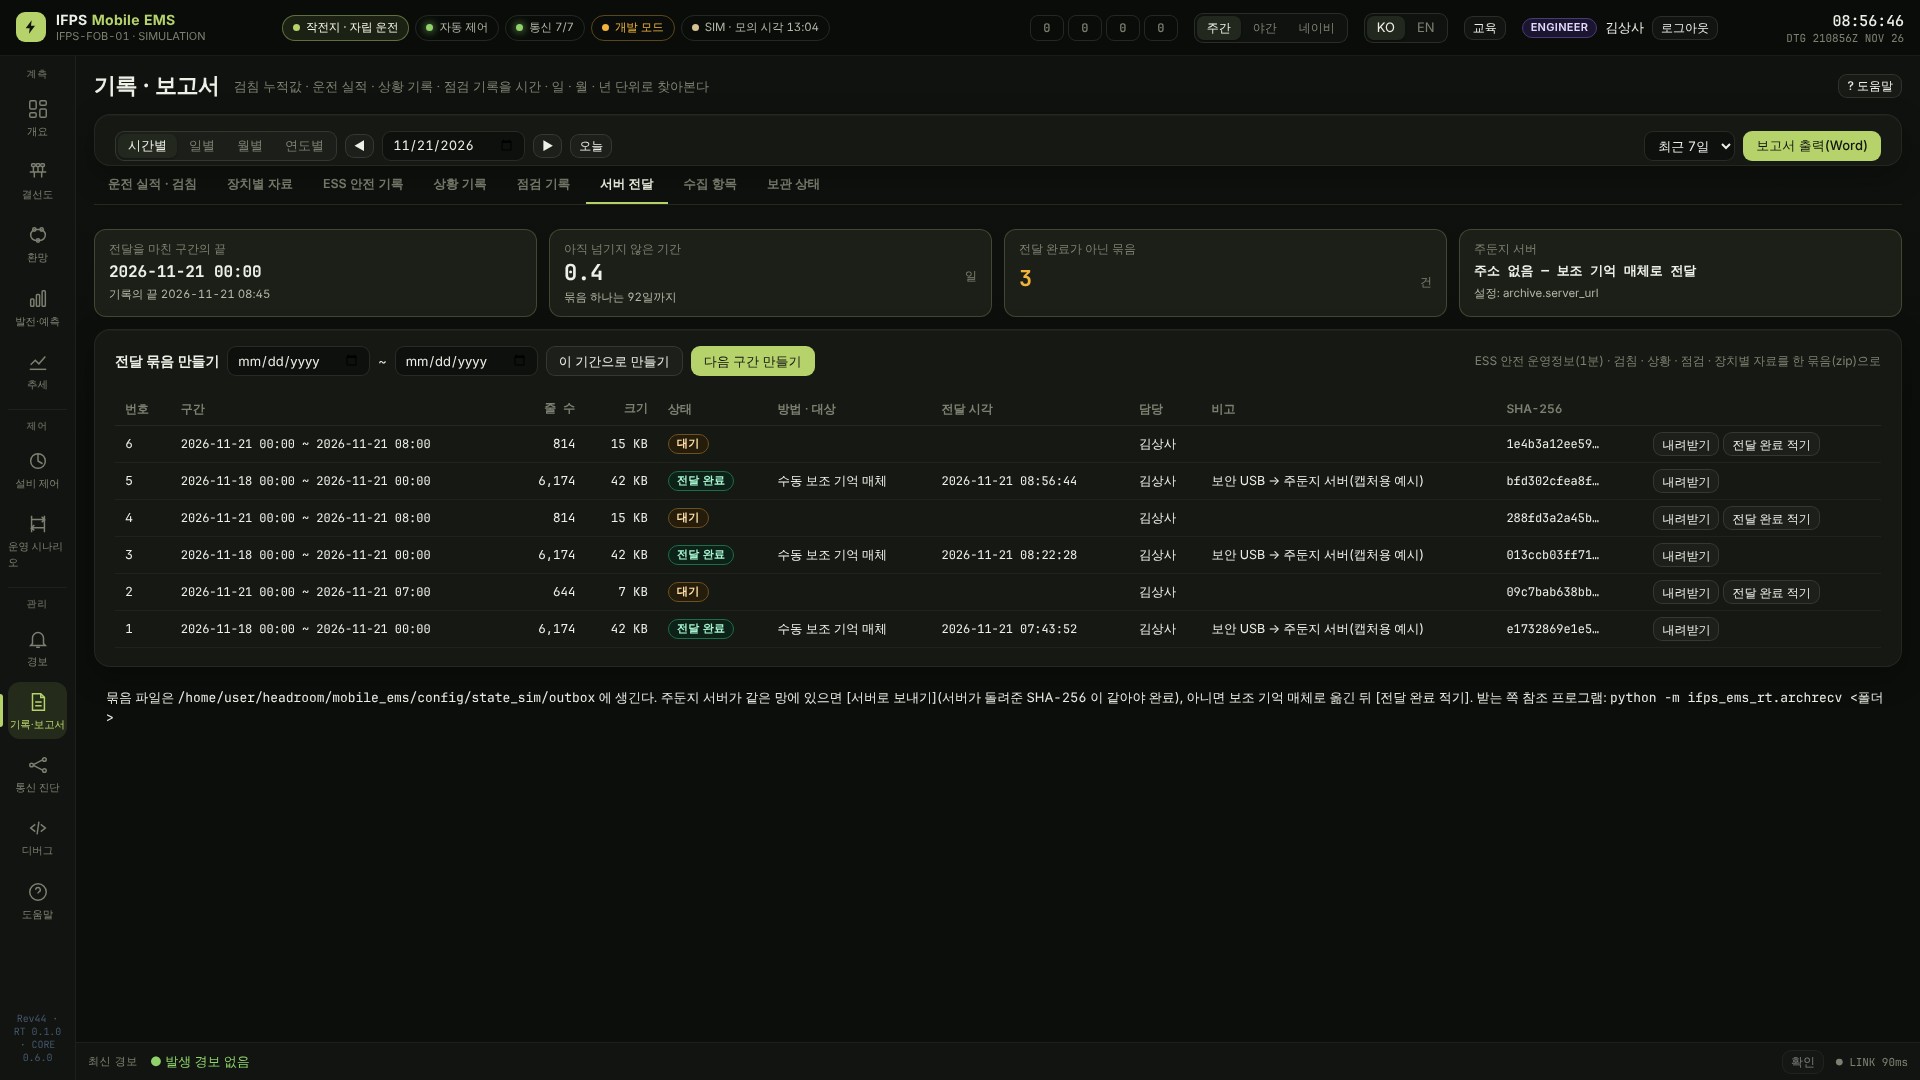 IFPS Mobile EMS
IFPS-FOB-01 · SIMULATION
작전지 · 자립 운전
자동 제어
통신 7/7
개발 모드
SIM · 모의 시각 13:04
0 0 0 0
주간 야간 네이비
KO EN
교육
ENGINEER 김상사 로그아웃
08:56:46
DTG 210856Z NOV 26
계측
개요
결선도
환망
발전·예측
추세
제어
설비 제어
운영 시나리
오
관리
경보
기록·보고서
통신 진단
디버그
도움말
Rev44 ·
RT 0.1.0
· CORE
0.6.0
기록 · 보고서 검침 누적값 · 운전 실적 · 상황 기록 · 점검 기록을 시간 · 일 · 월 · 년 단위로 찾아본다
? 도움말
시간별 일별 월별 연도별 ◀ 11/21/2026 ▶ 오늘
최근 7일 보고서 출력(Word)
운전 실적 · 검침 장치별 자료 ESS 안전 기록 상황 기록 점검 기록 서버 전달 수집 항목 보관 상태
전달을 마친 구간의 끝
2026-11-21 00:00
기록의 끝 2026-11-21 08:45
아직 넘기지 않은 기간
0.4 일
묶음 하나는 92일까지
전달 완료가 아닌 묶음
3 건
주둔지 서버
주소 없음 — 보조 기억 매체로 전달
설정: archive.server_url
전달 묶음 만들기 mm/dd/yyyy ~ mm/dd/yyyy 이 기간으로 만들기 다음 구간 만들기
ESS 안전 운영정보(1분) · 검침 · 상황 · 점검 · 장치별 자료를 한 묶음(zip)으로
번호 구간 줄 수 크기 상태 방법 · 대상 전달 시각 담당 비고 SHA-256
6 2026-11-21 00:00 ~ 2026-11-21 08:00 814 15 KB 대기 김상사 1e4b3a12ee59… 내려받기 전달 완료 적기
5 2026-11-18 00:00 ~ 2026-11-21 00:00 6,174 42 KB 전달 완료 수동 보조 기억 매체 2026-11-21 08:56:44 김상사 보안 USB → 주둔지 서버(캡처용 예시) bfd302cfea8f… 내려받기
4 2026-11-21 00:00 ~ 2026-11-21 08:00 814 15 KB 대기 김상사 288fd3a2a45b… 내려받기 전달 완료 적기
3 2026-11-18 00:00 ~ 2026-11-21 00:00 6,174 42 KB 전달 완료 수동 보조 기억 매체 2026-11-21 08:22:28 김상사 보안 USB → 주둔지 서버(캡처용 예시) 013ccb03ff71… 내려받기
2 2026-11-21 00:00 ~ 2026-11-21 07:00 644 7 KB 대기 김상사 09c7bab638bb… 내려받기 전달 완료 적기
1 2026-11-18 00:00 ~ 2026-11-21 00:00 6,174 42 KB 전달 완료 수동 보조 기억 매체 2026-11-21 07:43:52 김상사 보안 USB → 주둔지 서버(캡처용 예시) e1732869e1e5… 내려받기
묶음 파일은 /home/user/headroom/mobile_ems/config/state_sim/outbox 에 생긴다. 주둔지 서버가 같은 망에 있으면 [서버로 보내기](서버가 돌려준 SHA-256 이 같아야 완료), 아니면 보조 기억 매체로 옮긴 뒤 [전달 완료 적기]. 받는 쪽 참조 프로그램: python -m ifps_ems_rt.archrecv <폴더
>
최신 경보 발생 경보 없음
확인 LINK 90ms